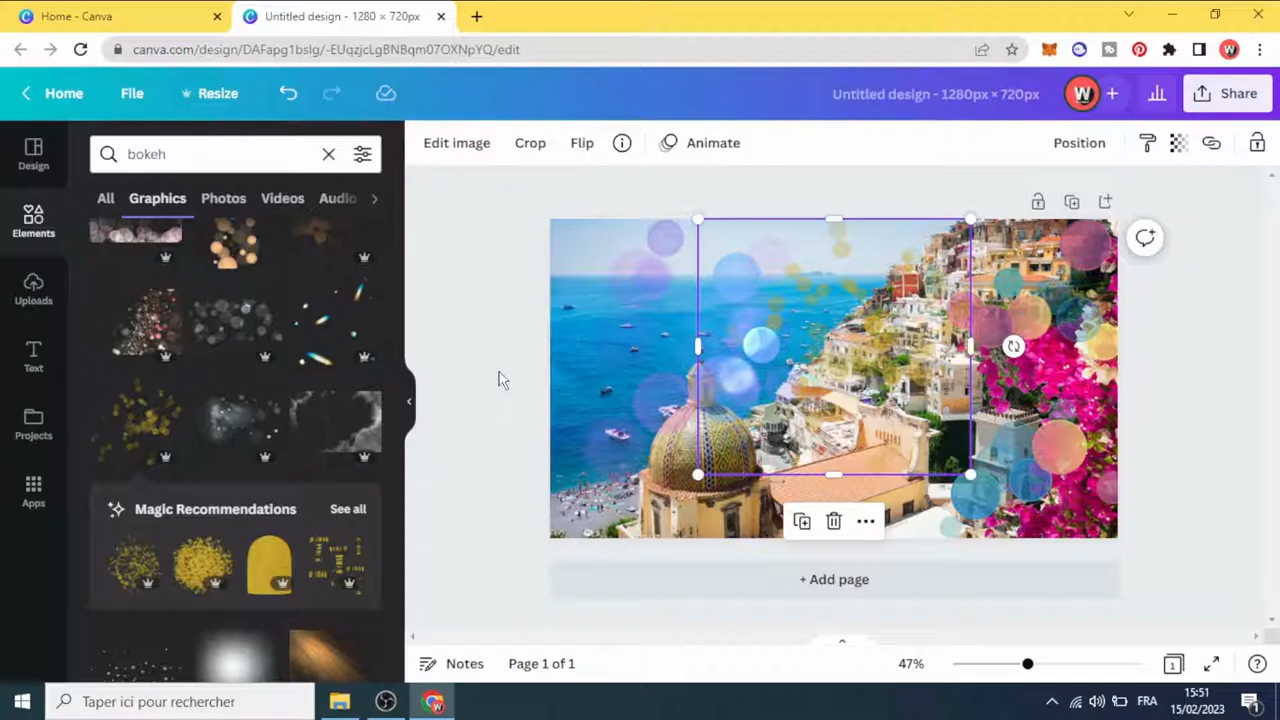 Home - Canva
Untitled design - 1280 × 720px
canva.com/design/DAFapg1bsIg/-EUqzjcLgBNBqm07OXNpYQ/edit
Home
File
Resize
Untitled design - 1280px × 720px
W
Share
Design
bokeh
Edit image
Crop
Flip
Animate
Position
All
Graphics
Photos
Videos
Audio
Elements
Uploads
Text
Projects
Apps
Magic Recommendations
See all
+ Add page
Notes
Page 1 of 1
47%
1
Taper ici pour rechercher
FRA
15:51
15/02/2023